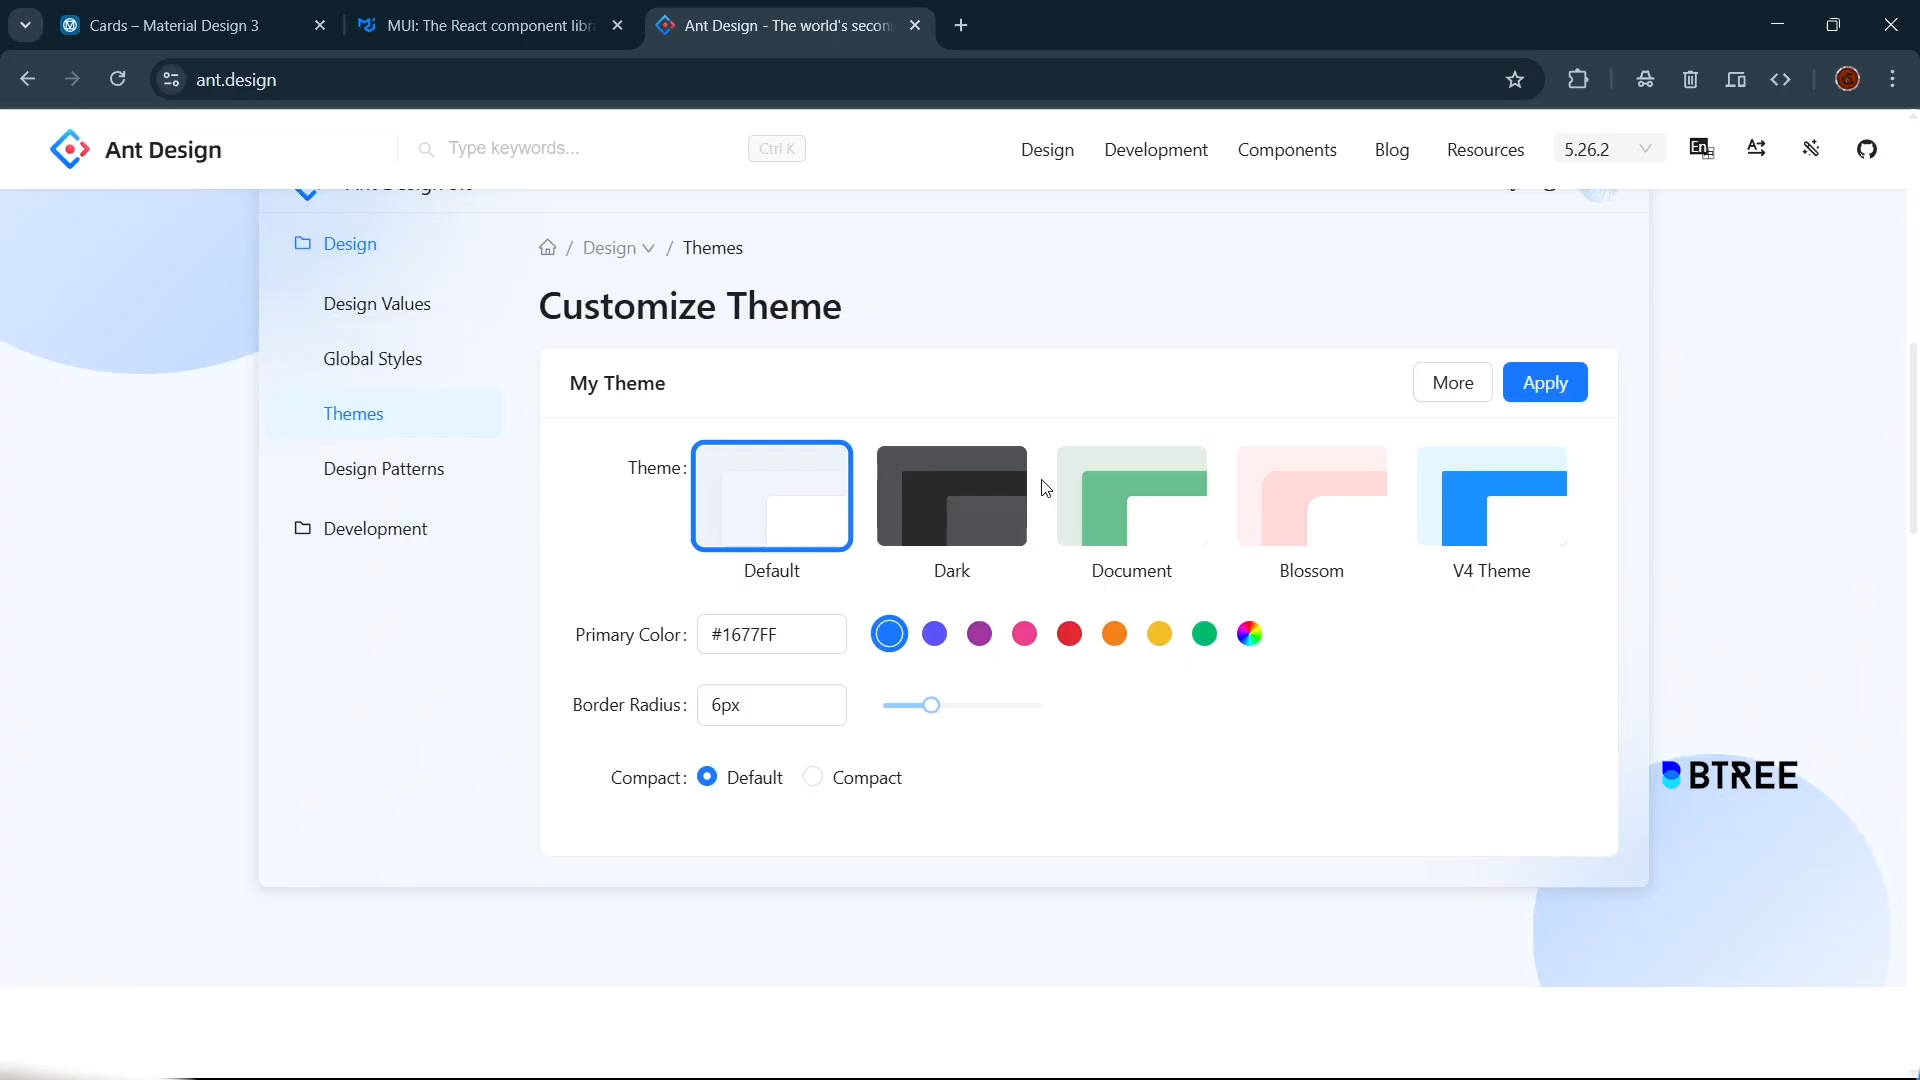 Cards – Material Design 3
MUI: The React component libr
Ant Design - The world's secon
ant.design
Ant Design
Type keywords...
Ctrl K
Design
Development
Components
Blog
Resources
5.26.2
En
Design
/ Design / Themes
Design Values
Global Styles
Themes
Design Patterns
Development
Customize Theme
My Theme
More
Apply
Theme:
Default
Dark
Document
Blossom
V4 Theme
Primary Color:
#1677FF
Border Radius:
6px
Compact:
Default
Compact
BTREE